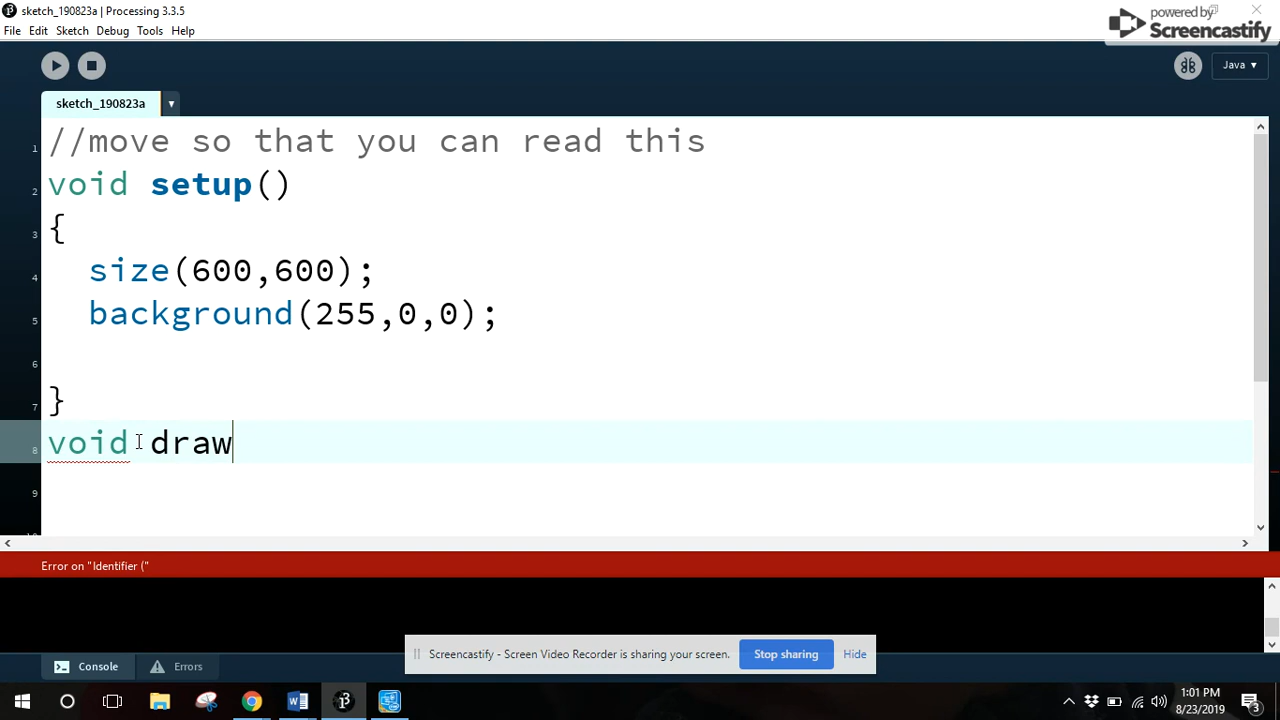 sketch_190823a | Processing 3.3.5
powered by
Screencastify
File Edit Sketch Debug Tools Help
Java ▾
sketch_190823a ▾
1 //move so that you can read this
2 void setup()
3 {
4 size(600,600);
5 background(255,0,0);
6
7 }
8 void draw
9
Error on "Identifier ("
Screencastify - Screen Video Recorder is sharing your screen. Stop sharing Hide
Console Errors
1:01 PM
8/23/2019
3